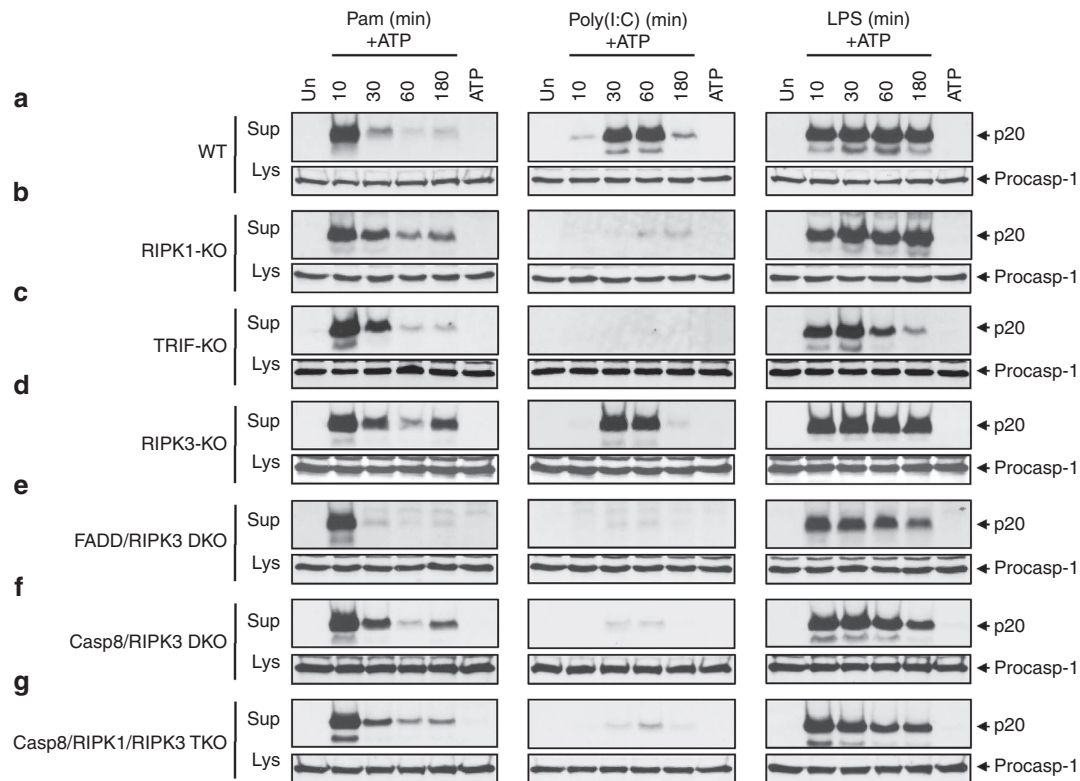 Pam (min)
+ATP
Poly(I:C) (min)
+ATP
LPS (min)
+ATP
Un 10 30 60 180 ATP
Un 10 30 60 180 ATP
Un 10 30 60 180 ATP
a
WT
Sup
Lys
p20
Procasp-1
b
RIPK1-KO
Sup
Lys
p20
Procasp-1
c
TRIF-KO
Sup
Lys
p20
Procasp-1
d
RIPK3-KO
Sup
Lys
p20
Procasp-1
e
FADD/RIPK3 DKO
Sup
Lys
p20
Procasp-1
f
Casp8/RIPK3 DKO
Sup
Lys
p20
Procasp-1
g
Casp8/RIPK1/RIPK3 TKO
Sup
Lys
p20
Procasp-1